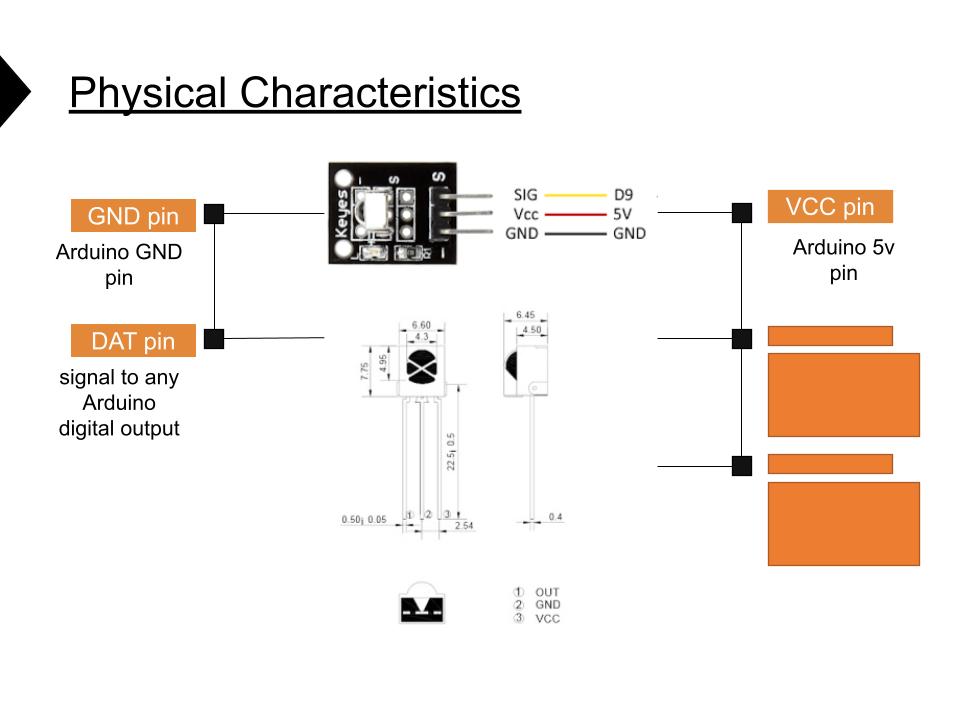 Physical Characteristics
GND pin
Arduino GND
pin
DAT pin
signal to any
Arduino
digital output
Keyes
S
S
SIG D9
Vcc 5V
GND GND
VCC pin
Arduino 5v
pin
6.60
4.3
7.75
4.95
22.5¡ 0.5
0.50¡ 0.05
① ② ③
2.54
6.45
4.50
0.4
① OUT
② GND
③ VCC